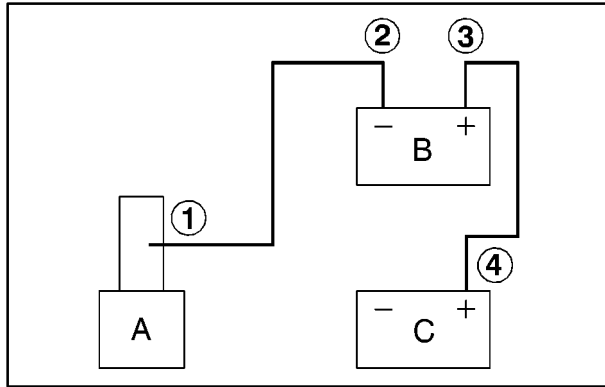 ② ③
− +
B
①
④
A
− +
C